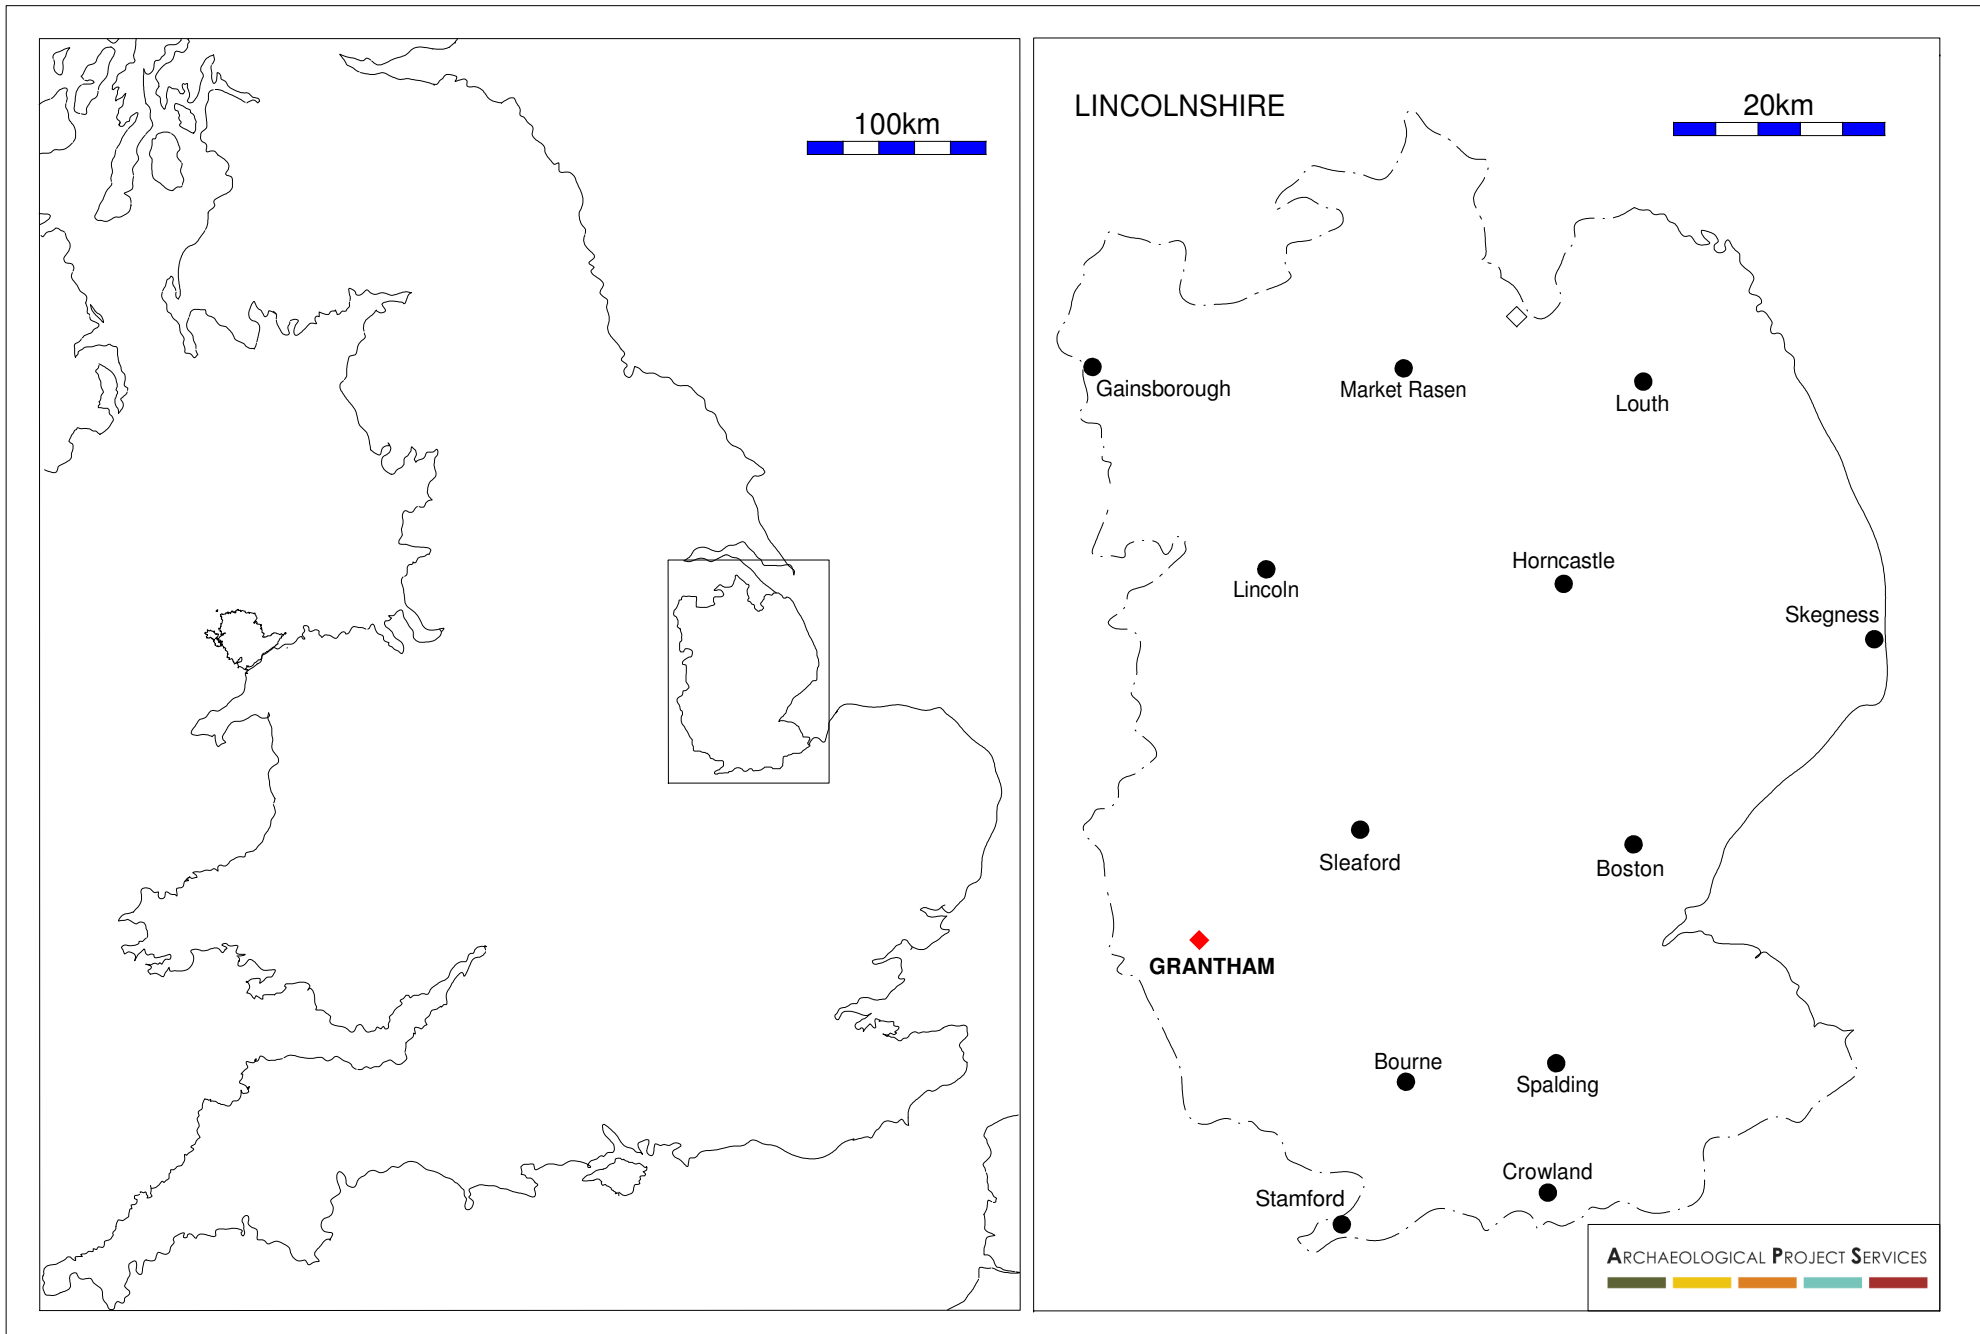 100km
LINCOLNSHIRE
20km
Gainsborough
Market Rasen
Louth
Lincoln
Horncastle
Skegness
Sleaford
Boston
GRANTHAM
Bourne
Spalding
Crowland
Stamford
ARCHAEOLOGICAL PROJECT SERVICES